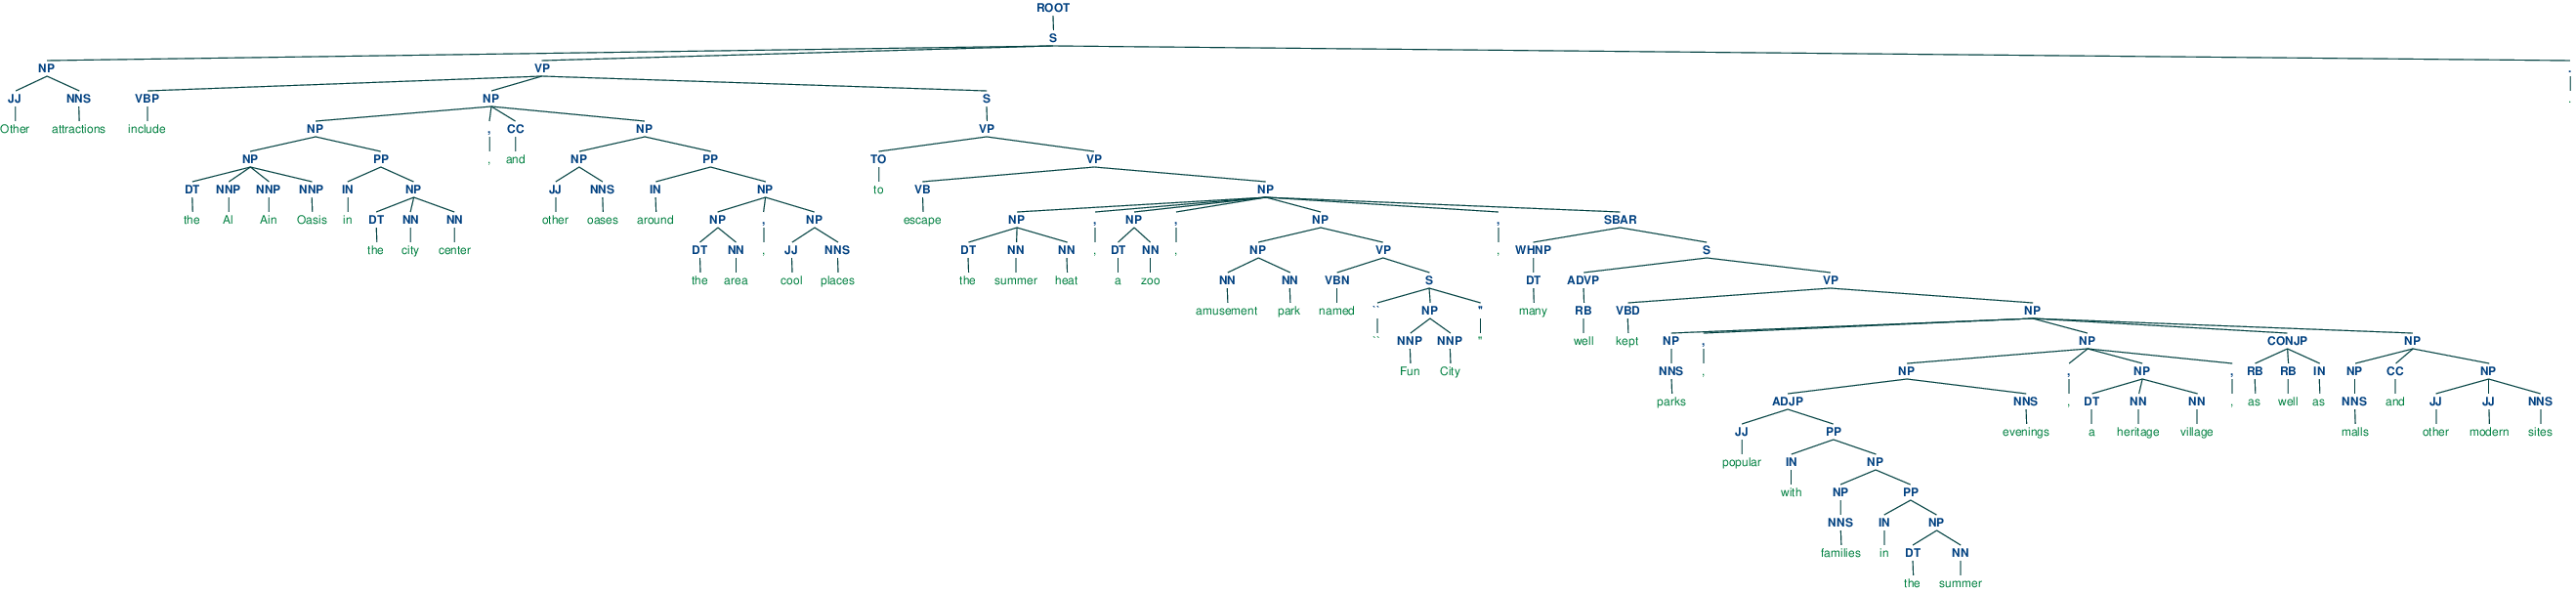 ROOT
S
NP VP .
JJ NNS VBP NP S .
Other attractions include NP , CC NP VP
NP PP , and NP PP TO VP
DT NNP NNP NNP IN NP JJ NNS IN NP to VB NP
the Al Ain Oasis in DT NN NN other oases around NP , NP escape NP , NP , NP , SBAR
the city center DT NN , JJ NNS DT NN NN , DT NN , NP VP , WHNP S
the area cool places the summer heat a zoo NN NN VBN S DT ADVP VP
amusement park named `` NP '' many RB VBD NP
`` NNP NNP '' well kept NP , NP CONJP NP
Fun City NNS , NP , NP , RB RB IN NP CC NP
parks ADJP NNS , DT NN NN , as well as NNS and JJ JJ NNS
JJ PP evenings a heritage village malls other modern sites
popular IN NP
with NP PP
NNS IN NP
families in DT NN
the summer